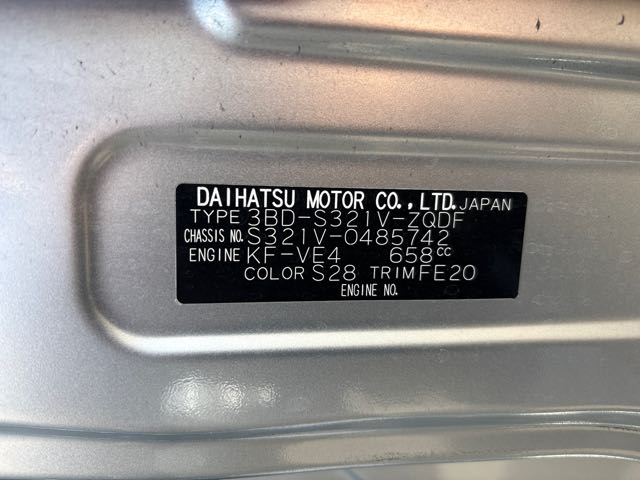 DAIHATSU MOTOR CO.,LTD. JAPAN
TYPE 3BD-S321V-ZQDF
CHASSIS NO. S321V-0485742
ENGINE KF-VE4 658CC
COLOR S28 TRIM FE20
ENGINE NO.